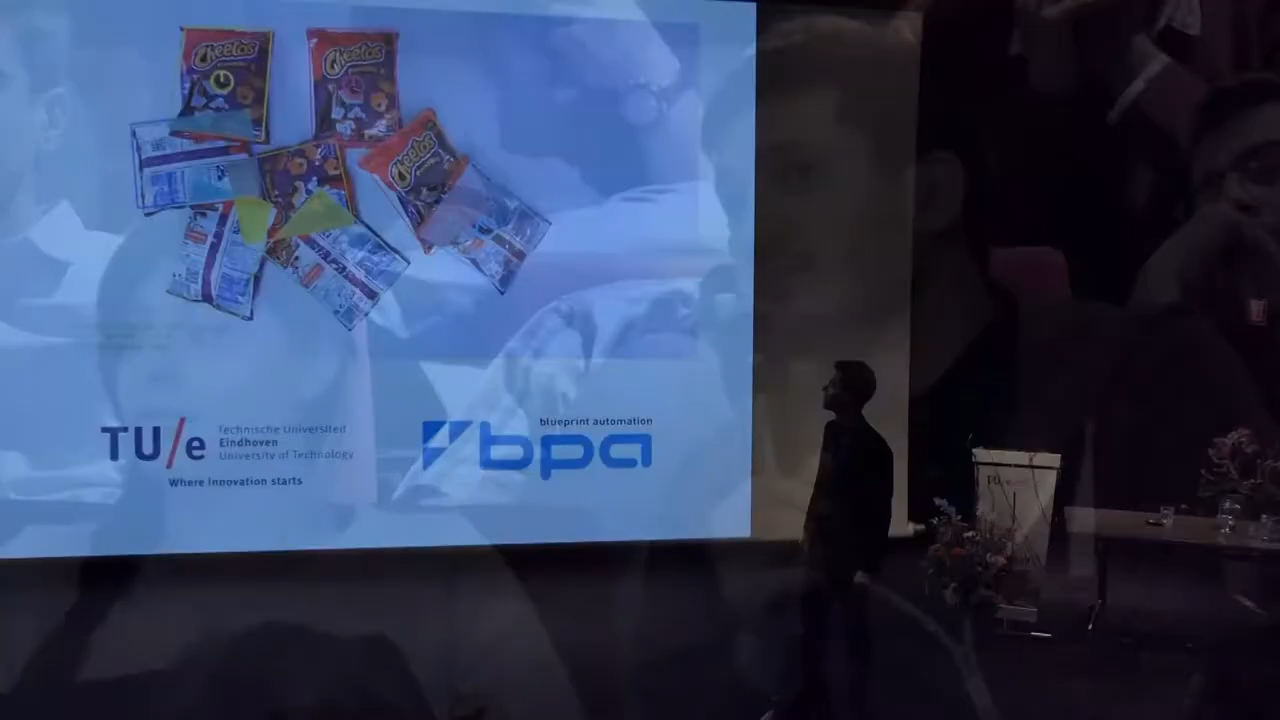 Cheetos
Cheetos
Cheetos
TU/e
Technische Universiteit
Eindhoven
University of Technology
Where innovation starts
blueprint automation
bpa